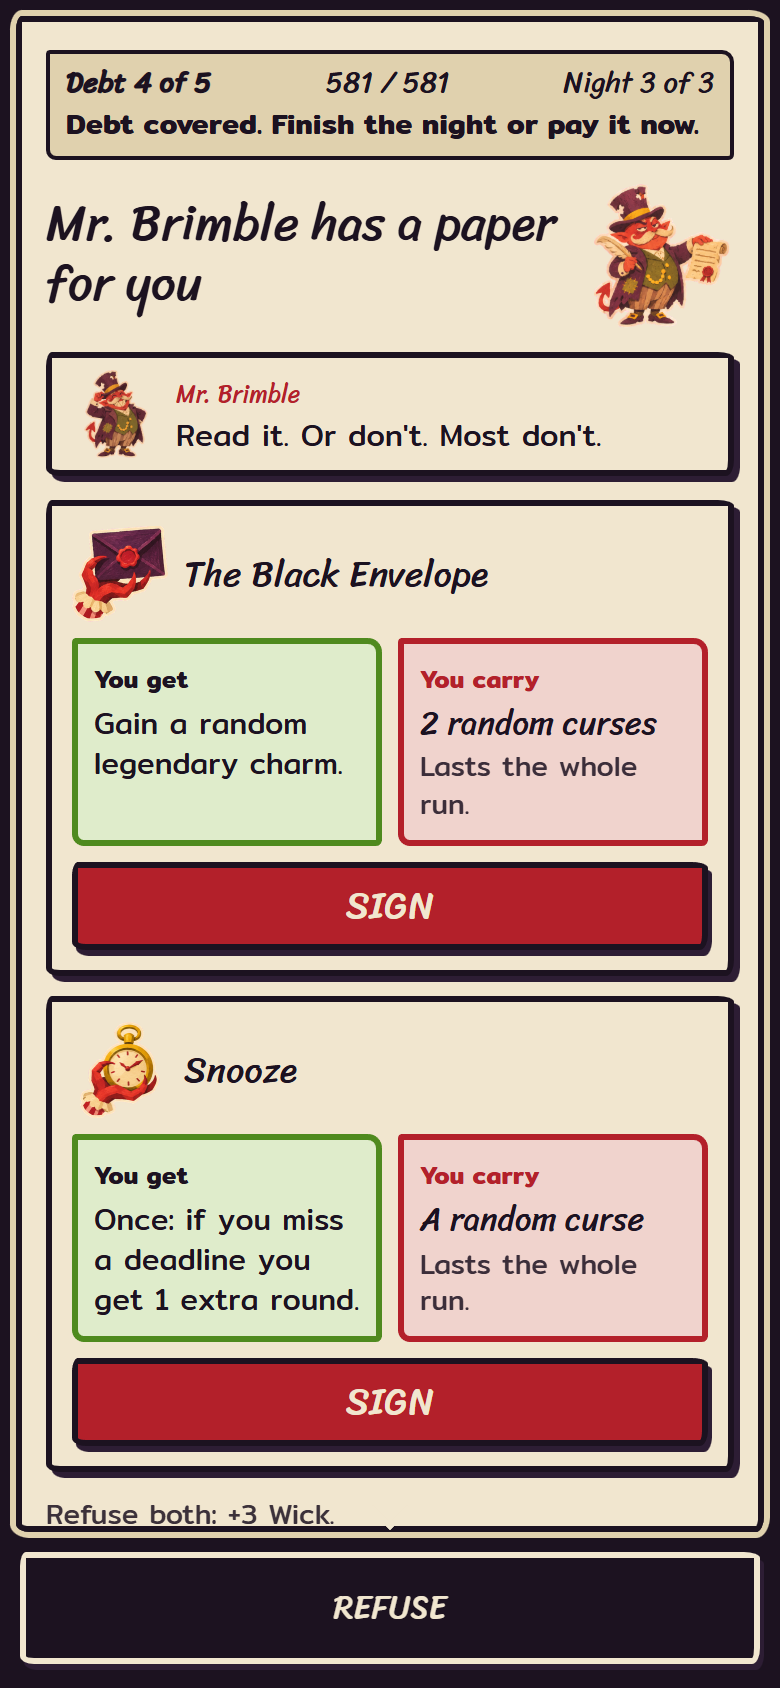 Debt 4 of 5 581 / 581 Night 3 of 3
Debt covered. Finish the night or pay it now.
Mr. Brimble has a paper
for you
Mr. Brimble
Read it. Or don't. Most don't.
The Black Envelope
You get
Gain a random
legendary charm.
You carry
2 random curses
Lasts the whole
run.
SIGN
Snooze
You get
Once: if you miss
a deadline you
get 1 extra round.
You carry
A random curse
Lasts the whole
run.
SIGN
Refuse both: +3 Wick.
REFUSE